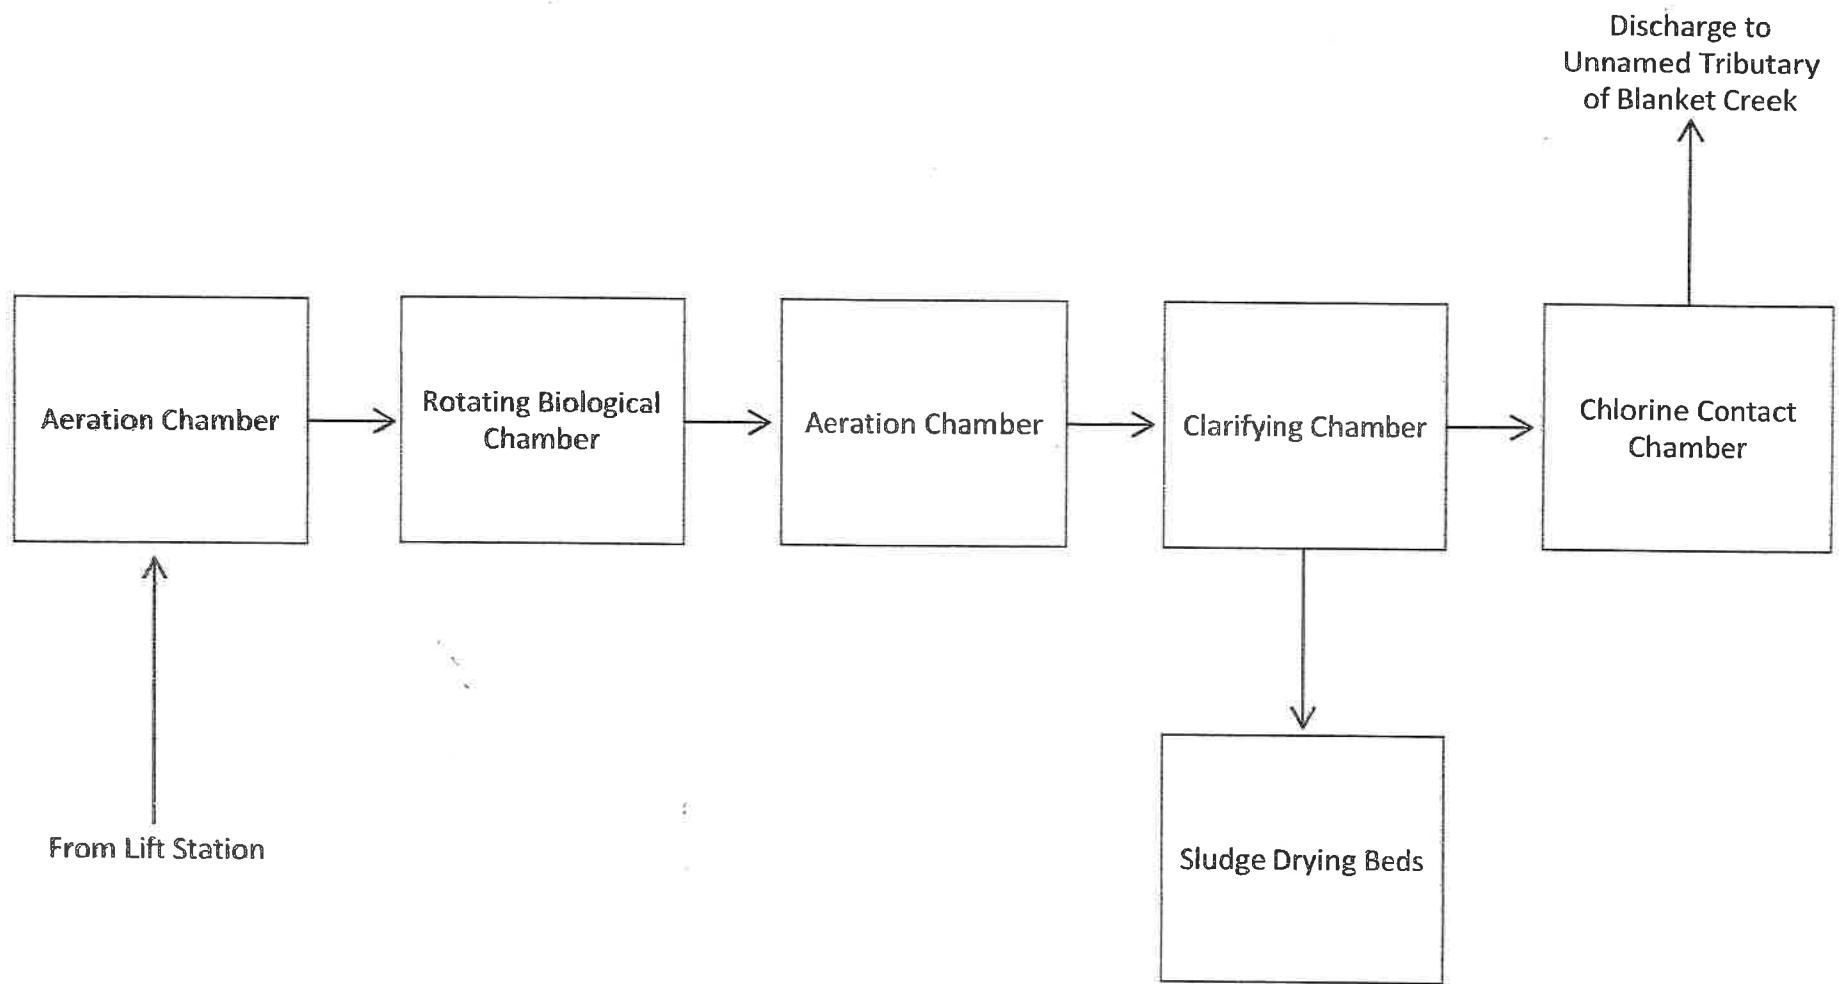 Discharge to
Unnamed Tributary
of Blanket Creek
Aeration Chamber
Rotating Biological
Chamber
Aeration Chamber
Clarifying Chamber
Chlorine Contact
Chamber
From Lift Station
Sludge Drying Beds